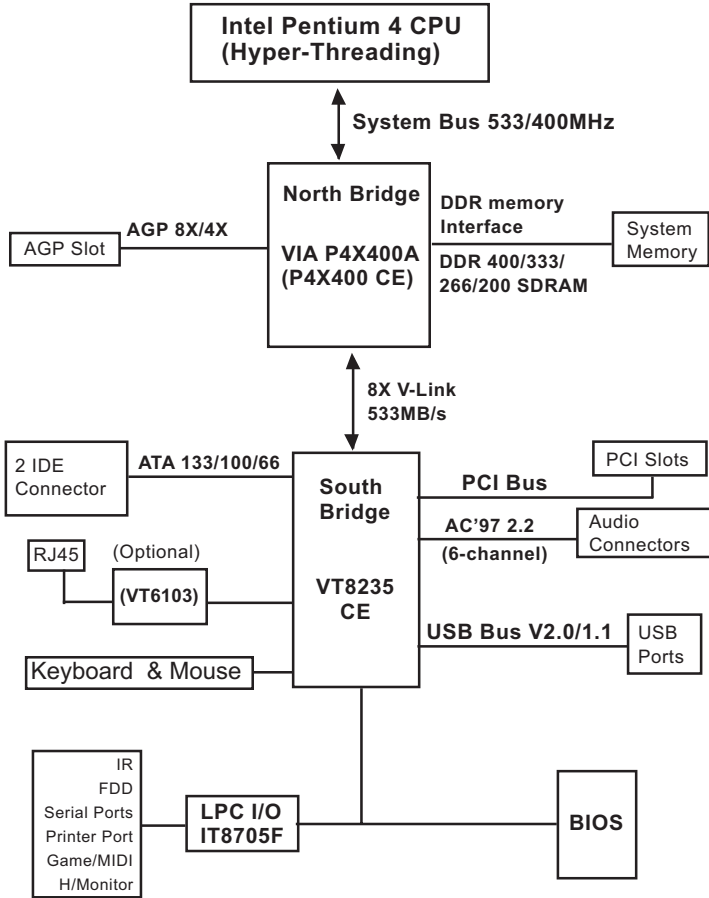 Intel Pentium 4 CPU
(Hyper-Threading)
System Bus 533/400MHz
North Bridge
VIA P4X400A
(P4X400 CE)
AGP Slot
AGP 8X/4X
DDR memory
Interface
DDR 400/333/
266/200 SDRAM
System
Memory
8X V-Link
533MB/s
2 IDE
Connector
ATA 133/100/66
South
Bridge
VT8235
CE
PCI Bus
PCI Slots
AC’97 2.2
(6-channel)
Audio
Connectors
RJ45
(Optional)
(VT6103)
USB Bus V2.0/1.1
USB
Ports
Keyboard & Mouse
IR
FDD
Serial Ports
Printer Port
Game/MIDI
H/Monitor
LPC I/O
IT8705F
BIOS